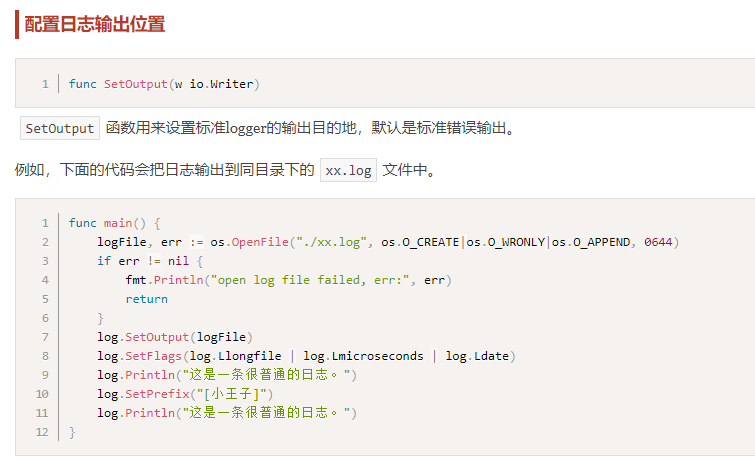 配置日志输出位置
1 func SetOutput(w io.Writer)
SetOutput 函数用来设置标准logger的输出目的地，默认是标准错误输出。
例如，下面的代码会把日志输出到同目录下的 xx.log 文件中。
1 func main() {
2     logFile, err := os.OpenFile("./xx.log", os.O_CREATE|os.O_WRONLY|os.O_APPEND, 0644)
3     if err != nil {
4         fmt.Println("open log file failed, err:", err)
5         return
6     }
7     log.SetOutput(logFile)
8     log.SetFlags(log.Llongfile | log.Lmicroseconds | log.Ldate)
9     log.Println("这是一条很普通的日志。")
10     log.SetPrefix("[小王子]")
11     log.Println("这是一条很普通的日志。")
12 }